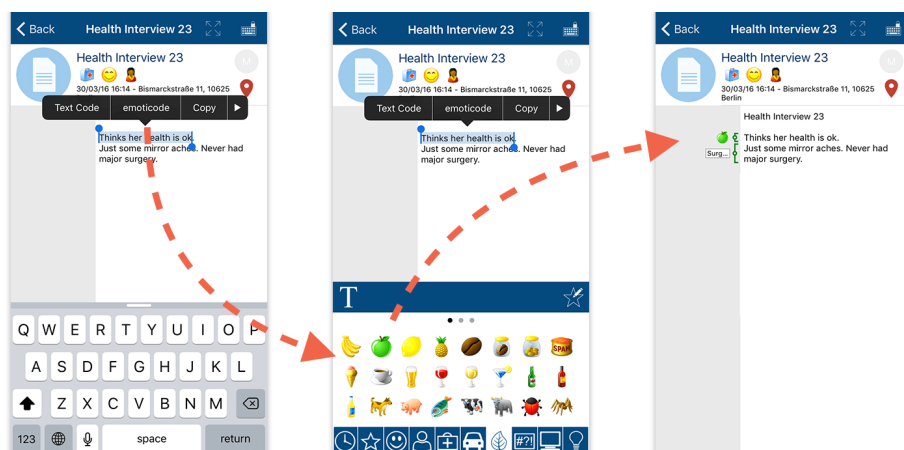 Back Health Interview 23
Health Interview 23
M
30/03/16 16:14 - Bismarckstraße 11, 10625
Text Code emoticode Copy
Thinks her health is ok.
Just some mirror aches. Never had
major surgery.
Q W E R T Y U I O P
A S D F G H J K L
Z X C V B N M
123 space return
Back Health Interview 23
Health Interview 23
M
30/03/16 16:14 - Bismarckstraße 11, 10625
Text Code emoticode Copy
Thinks her health is ok.
Just some mirror aches. Never had
major surgery.
T
SPAM
#?!
Back Health Interview 23
Health Interview 23
M
30/03/16 16:14 - Bismarckstraße 11, 10625
Berlin
Health Interview 23
Thinks her health is ok.
Surg... Just some mirror aches. Never had
major surgery.